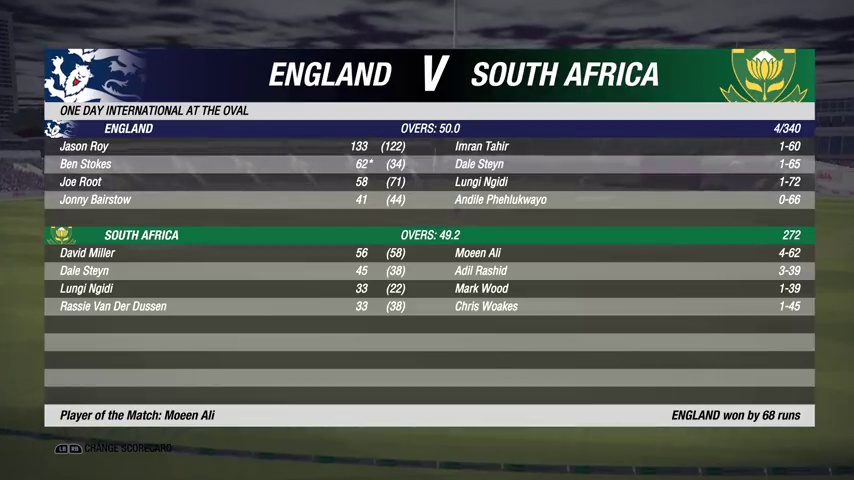 ENGLAND V SOUTH AFRICA
ONE DAY INTERNATIONAL AT THE OVAL
ENGLAND OVERS: 50.0 4/340
Jason Roy 133 (122) Imran Tahir 1-60
Ben Stokes 62* (34) Dale Steyn 1-65
Joe Root 58 (71) Lungi Ngidi 1-72
Jonny Bairstow 41 (44) Andile Phehlukwayo 0-66
SOUTH AFRICA OVERS: 49.2 272
David Miller 56 (58) Moeen Ali 4-62
Dale Steyn 45 (38) Adil Rashid 3-39
Lungi Ngidi 33 (22) Mark Wood 1-39
Rassie Van Der Dussen 33 (38) Chris Woakes 1-45
Player of the Match: Moeen Ali ENGLAND won by 68 runs
LB RB CHANGE SCORECARD